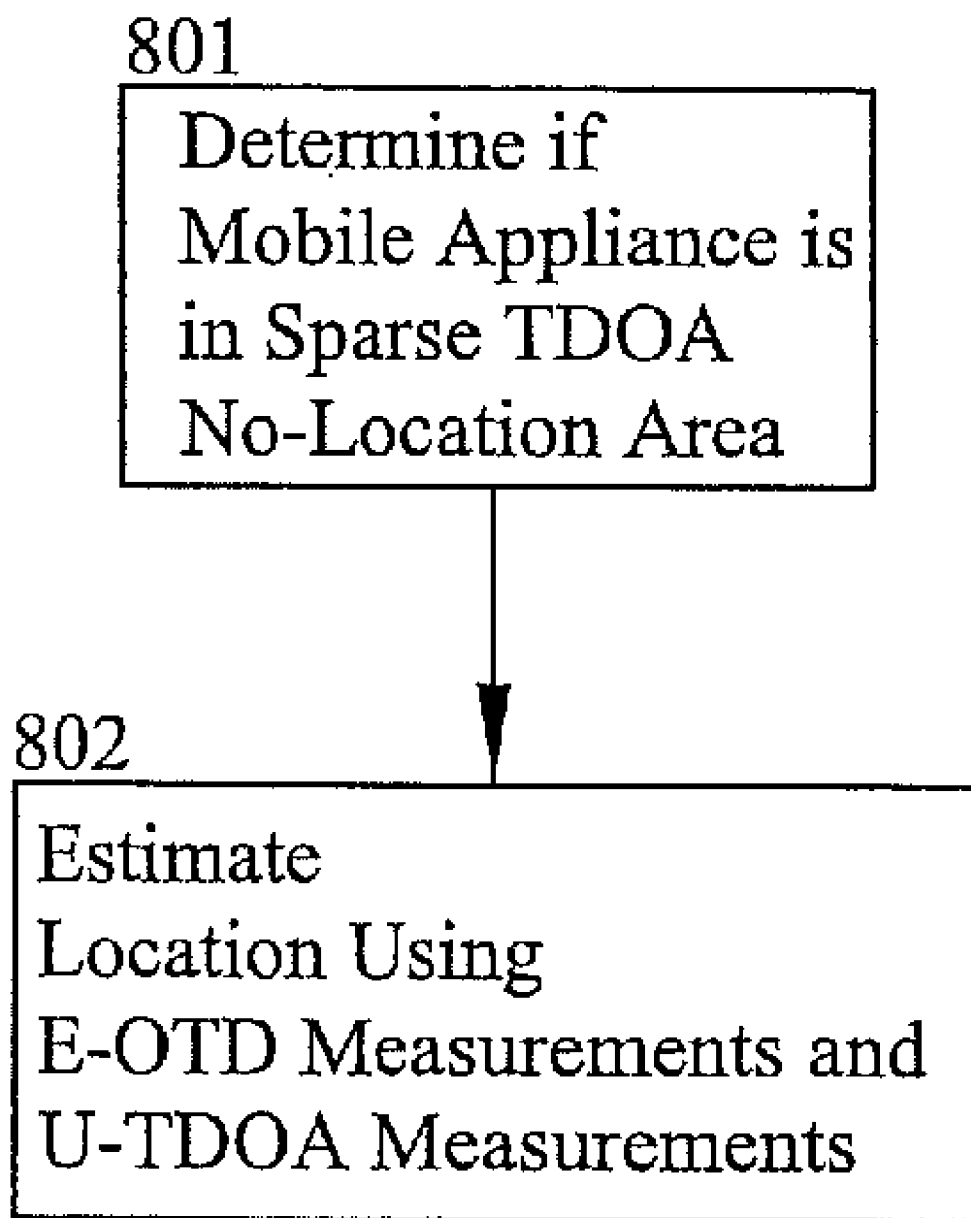 801
Determine if
Mobile Appliance is
in Sparse TDOA
No-Location Area
802
Estimate
Location Using
E-OTD Measurements and
U-TDOA Measurements